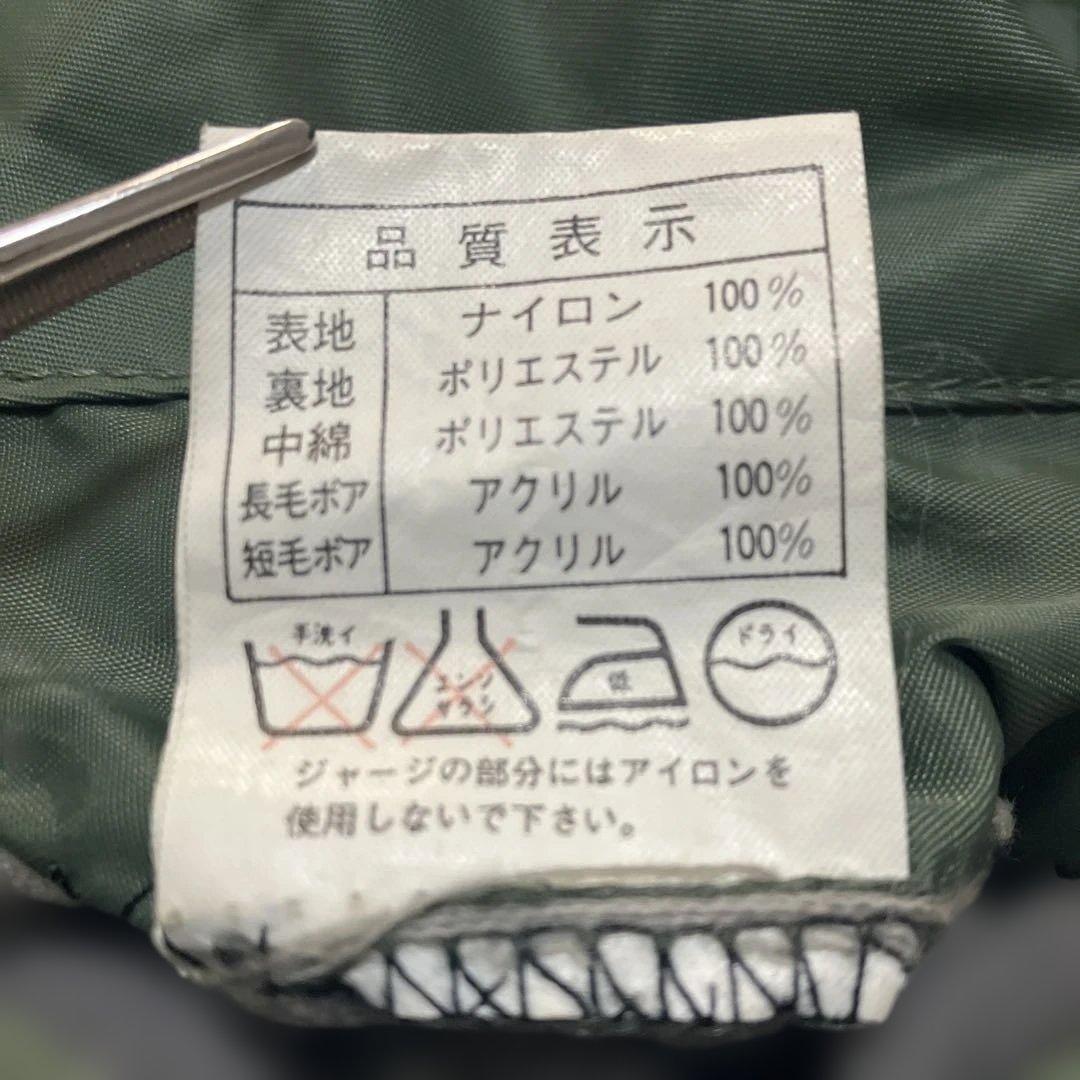 品質表示
表地 ナイロン 100%
裏地 ポリエステル 100%
中綿 ポリエステル 100%
長毛ボア アクリル 100%
短毛ボア アクリル 100%
手洗イ
エンソ
サラシ
低
ドライ
ジャージの部分にはアイロンを
使用しないで下さい。